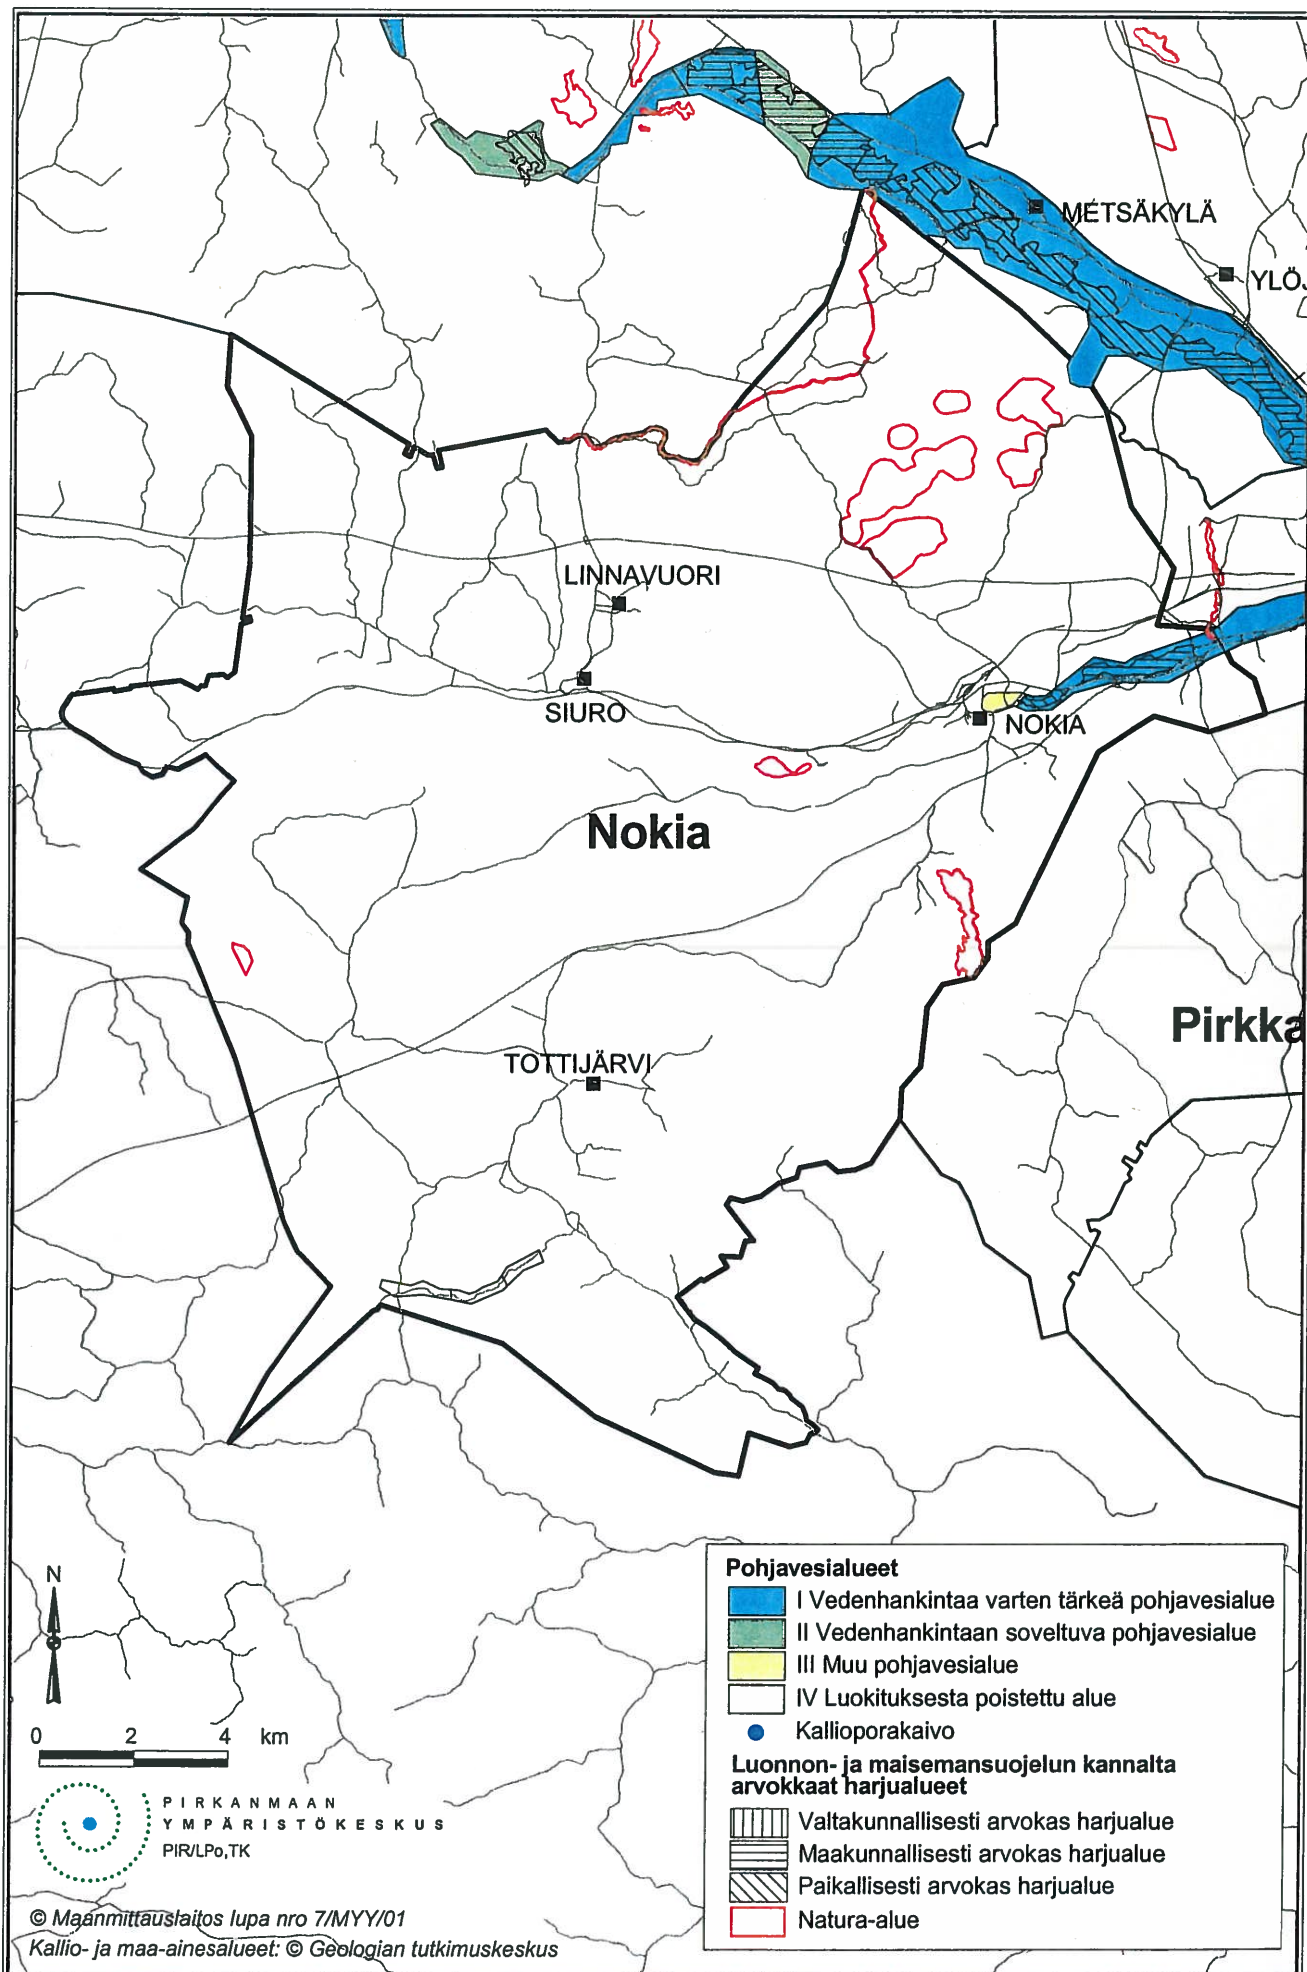 METSÄKYLÄ
YLÖJ
LINNAVUORI
SIURO
NOKIA
Nokia
Pirkka
TOTTIJÄRVI
N
0 2 4 km
PIRKANMAAN
YMPÄRISTÖKESKUS
PIR/LPo,TK
© Maanmittauslaitos lupa nro 7/MYY/01
Kallio- ja maa-ainesalueet: © Geologian tutkimuskeskus
Pohjavesialueet
I Vedenhankintaa varten tärkeä pohjavesialue
II Vedenhankintaan soveltuva pohjavesialue
III Muu pohjavesialue
IV Luokituksesta poistettu alue
Kallioporakaivo
Luonnon- ja maisemansuojelun kannalta
arvokkaat harjualueet
Valtakunnallisesti arvokas harjualue
Maakunnallisesti arvokas harjualue
Paikallisesti arvokas harjualue
Natura-alue